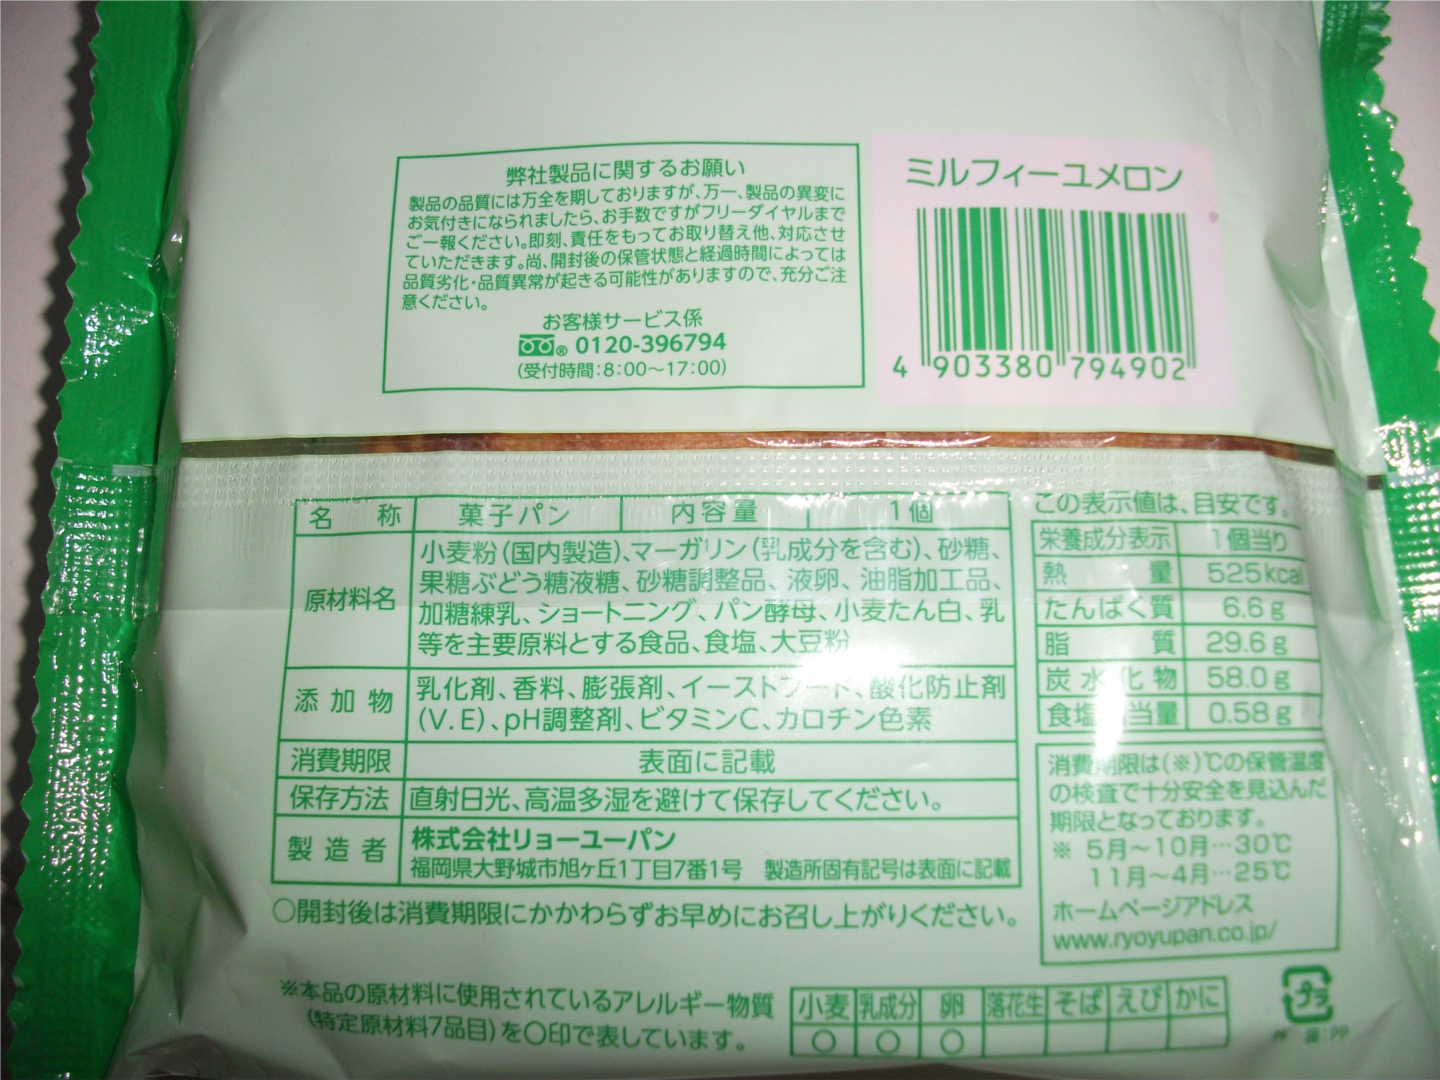 弊社製品に関するお願い
製品の品質には万全を期しておりますが、万一、製品の異変に
お気付きになられましたら、お手数ですがフリーダイヤルまで
ご一報ください。即刻、責任をもってお取り替え他、対応させ
ていただきます。尚、開封後の保管状態と経過時間によっては
品質劣化・品質異常が起きる可能性がありますので、充分ご注
意ください。
お客様サービス係
® 0120-396794
(受付時間:8:00〜17:00)
ミルフィーユメロン
4 903380 794902
名 称 菓子パン 内容量 1個
原材料名
小麦粉(国内製造)、マーガリン(乳成分を含む)、砂糖、
果糖ぶどう糖液糖、砂糖調整品、液卵、油脂加工品、
加糖練乳、ショートニング、パン酵母、小麦たん白、乳
等を主要原料とする食品、食塩、大豆粉
添加物
乳化剤、香料、膨張剤、イーストフード、酸化防止剤
(V.E)、pH調整剤、ビタミンC、カロチン色素
消費期限 表面に記載
保存方法 直射日光、高温多湿を避けて保存してください。
製造者
株式会社リョーユーパン
福岡県大野城市旭ヶ丘1丁目7番1号 製造所固有記号は表面に記載
○開封後は消費期限にかかわらずお早めにお召し上がりください。
この表示値は、目安です。
栄養成分表示 1個当り
熱 量 525kcal
たんぱく質 6.6g
脂 質 29.6g
炭水化物 58.0g
食塩相当量 0.58g
消費期限は(※)℃の保管温度
の検査で十分安全を見込んだ
期限となっております。
※ 5月〜10月…30℃
11月〜4月…25℃
ホームページアドレス
www.ryoyupan.co.jp/
※本品の原材料に使用されているアレルギー物質
(特定原材料7品目)を○印で表しています。
小麦 乳成分 卵 落花生 そば えび かに
○ ○ ○
プラ
外 装:PP